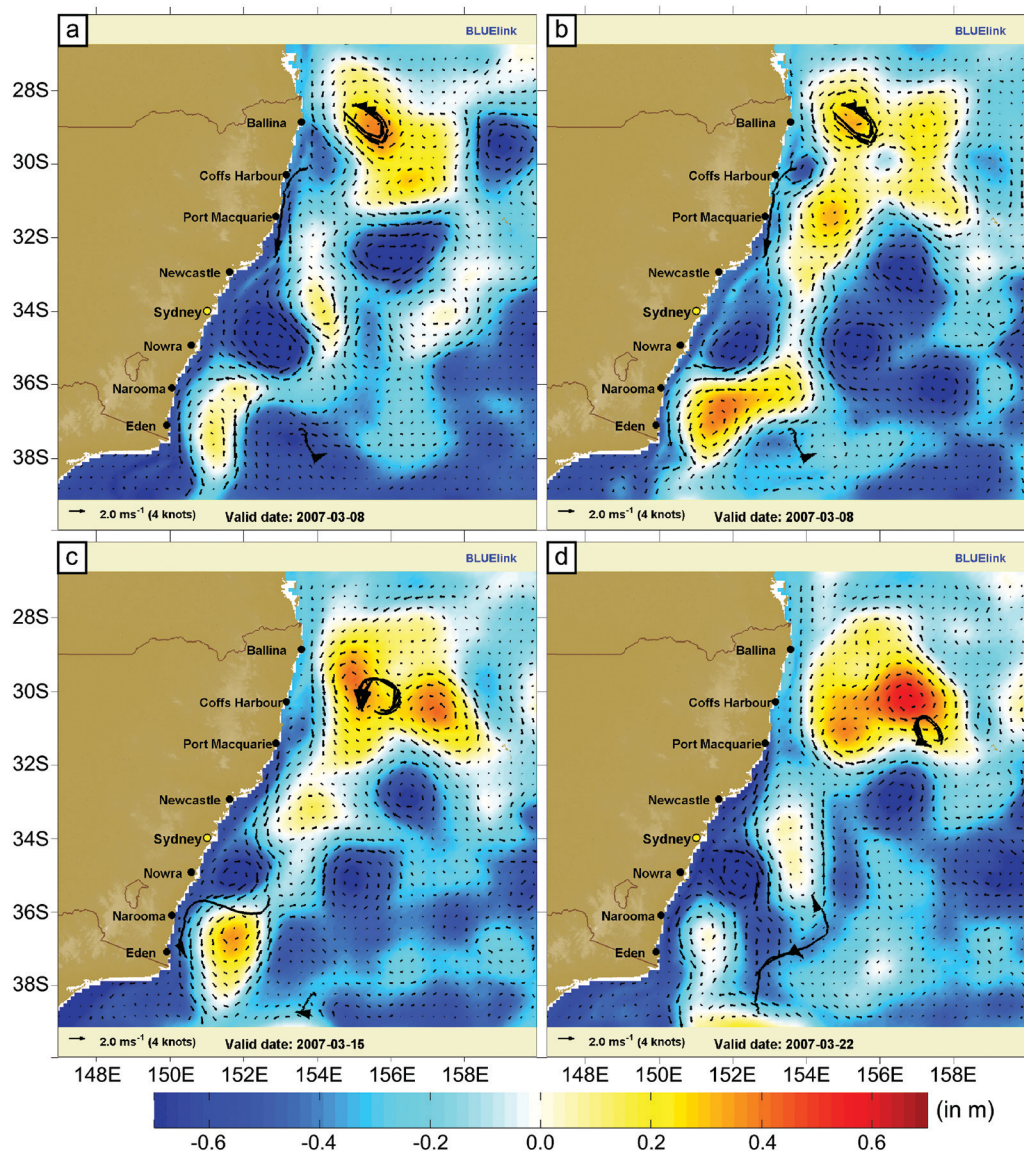 a
BLUElink
b
BLUElink
28S
30S
32S
34S
36S
38S
Ballina
Coffs Harbour
Port Macquarie
Newcastle
Sydney
Nowra
Narooma
Eden
2.0 ms⁻¹ (4 knots)
Valid date: 2007-03-08
Ballina
Coffs Harbour
Port Macquarie
Newcastle
Sydney
Nowra
Narooma
Eden
2.0 ms⁻¹ (4 knots)
Valid date: 2007-03-08
c
BLUElink
d
BLUElink
28S
30S
32S
34S
36S
38S
Ballina
Coffs Harbour
Port Macquarie
Newcastle
Sydney
Nowra
Narooma
Eden
2.0 ms⁻¹ (4 knots)
Valid date: 2007-03-15
Ballina
Coffs Harbour
Port Macquarie
Newcastle
Sydney
Nowra
Narooma
Eden
2.0 ms⁻¹ (4 knots)
Valid date: 2007-03-22
148E 150E 152E 154E 156E 158E
148E 150E 152E 154E 156E 158E
(in m)
-0.6 -0.4 -0.2 0.0 0.2 0.4 0.6